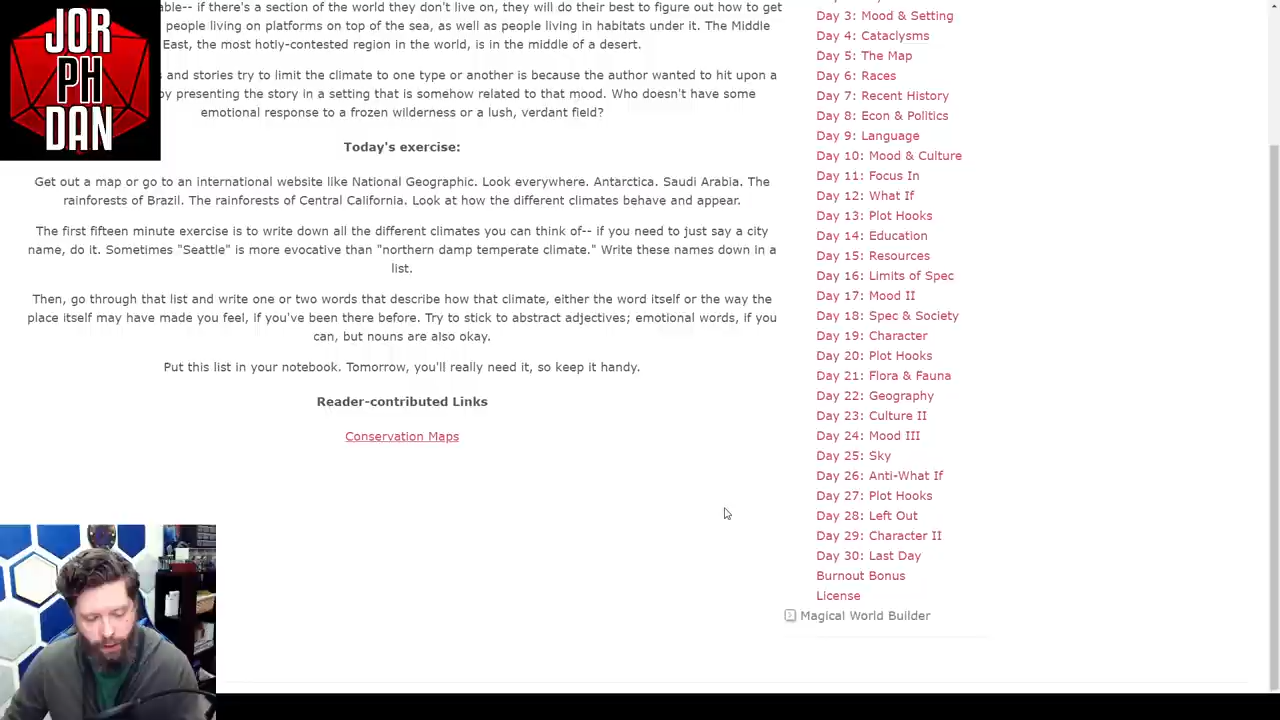 JOR
PH
DAN
able-- if there's a section of the world they don't live on, they will do their best to figure out how to get
people living on platforms on top of the sea, as well as people living in habitats under it. The Middle
East, the most hotly-contested region in the world, is in the middle of a desert.
and stories try to limit the climate to one type or another is because the author wanted to hit upon a
by presenting the story in a setting that is somehow related to that mood. Who doesn't have some
emotional response to a frozen wilderness or a lush, verdant field?
Today's exercise:
Get out a map or go to an international website like National Geographic. Look everywhere. Antarctica. Saudi Arabia. The
rainforests of Brazil. The rainforests of Central California. Look at how the different climates behave and appear.
The first fifteen minute exercise is to write down all the different climates you can think of-- if you need to just say a city
name, do it. Sometimes "Seattle" is more evocative than "northern damp temperate climate." Write these names down in a
list.
Then, go through that list and write one or two words that describe how that climate, either the word itself or the way the
place itself may have made you feel, if you've been there before. Try to stick to abstract adjectives; emotional words, if you
can, but nouns are also okay.
Put this list in your notebook. Tomorrow, you'll really need it, so keep it handy.
Reader-contributed Links
Conservation Maps
Day 3: Mood & Setting
Day 4: Cataclysms
Day 5: The Map
Day 6: Races
Day 7: Recent History
Day 8: Econ & Politics
Day 9: Language
Day 10: Mood & Culture
Day 11: Focus In
Day 12: What If
Day 13: Plot Hooks
Day 14: Education
Day 15: Resources
Day 16: Limits of Spec
Day 17: Mood II
Day 18: Spec & Society
Day 19: Character
Day 20: Plot Hooks
Day 21: Flora & Fauna
Day 22: Geography
Day 23: Culture II
Day 24: Mood III
Day 25: Sky
Day 26: Anti-What If
Day 27: Plot Hooks
Day 28: Left Out
Day 29: Character II
Day 30: Last Day
Burnout Bonus
License
Magical World Builder